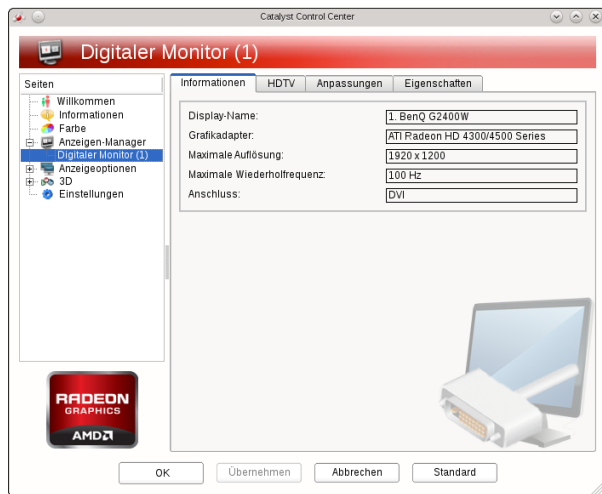 Catalyst Control Center
Digitaler Monitor (1)
Seiten
Willkommen
Informationen
Farbe
Anzeigen-Manager
Digitaler Monitor (1)
Anzeigeoptionen
3D
Einstellungen
Informationen HDTV Anpassungen Eigenschaften
Display-Name: 1. BenQ G2400W
Grafikadapter: ATI Radeon HD 4300/4500 Series
Maximale Auflösung: 1920 x 1200
Maximale Wiederholfrequenz: 100 Hz
Anschluss: DVI
RADEON
GRAPHICS
AMD
OK Übernehmen Abbrechen Standard